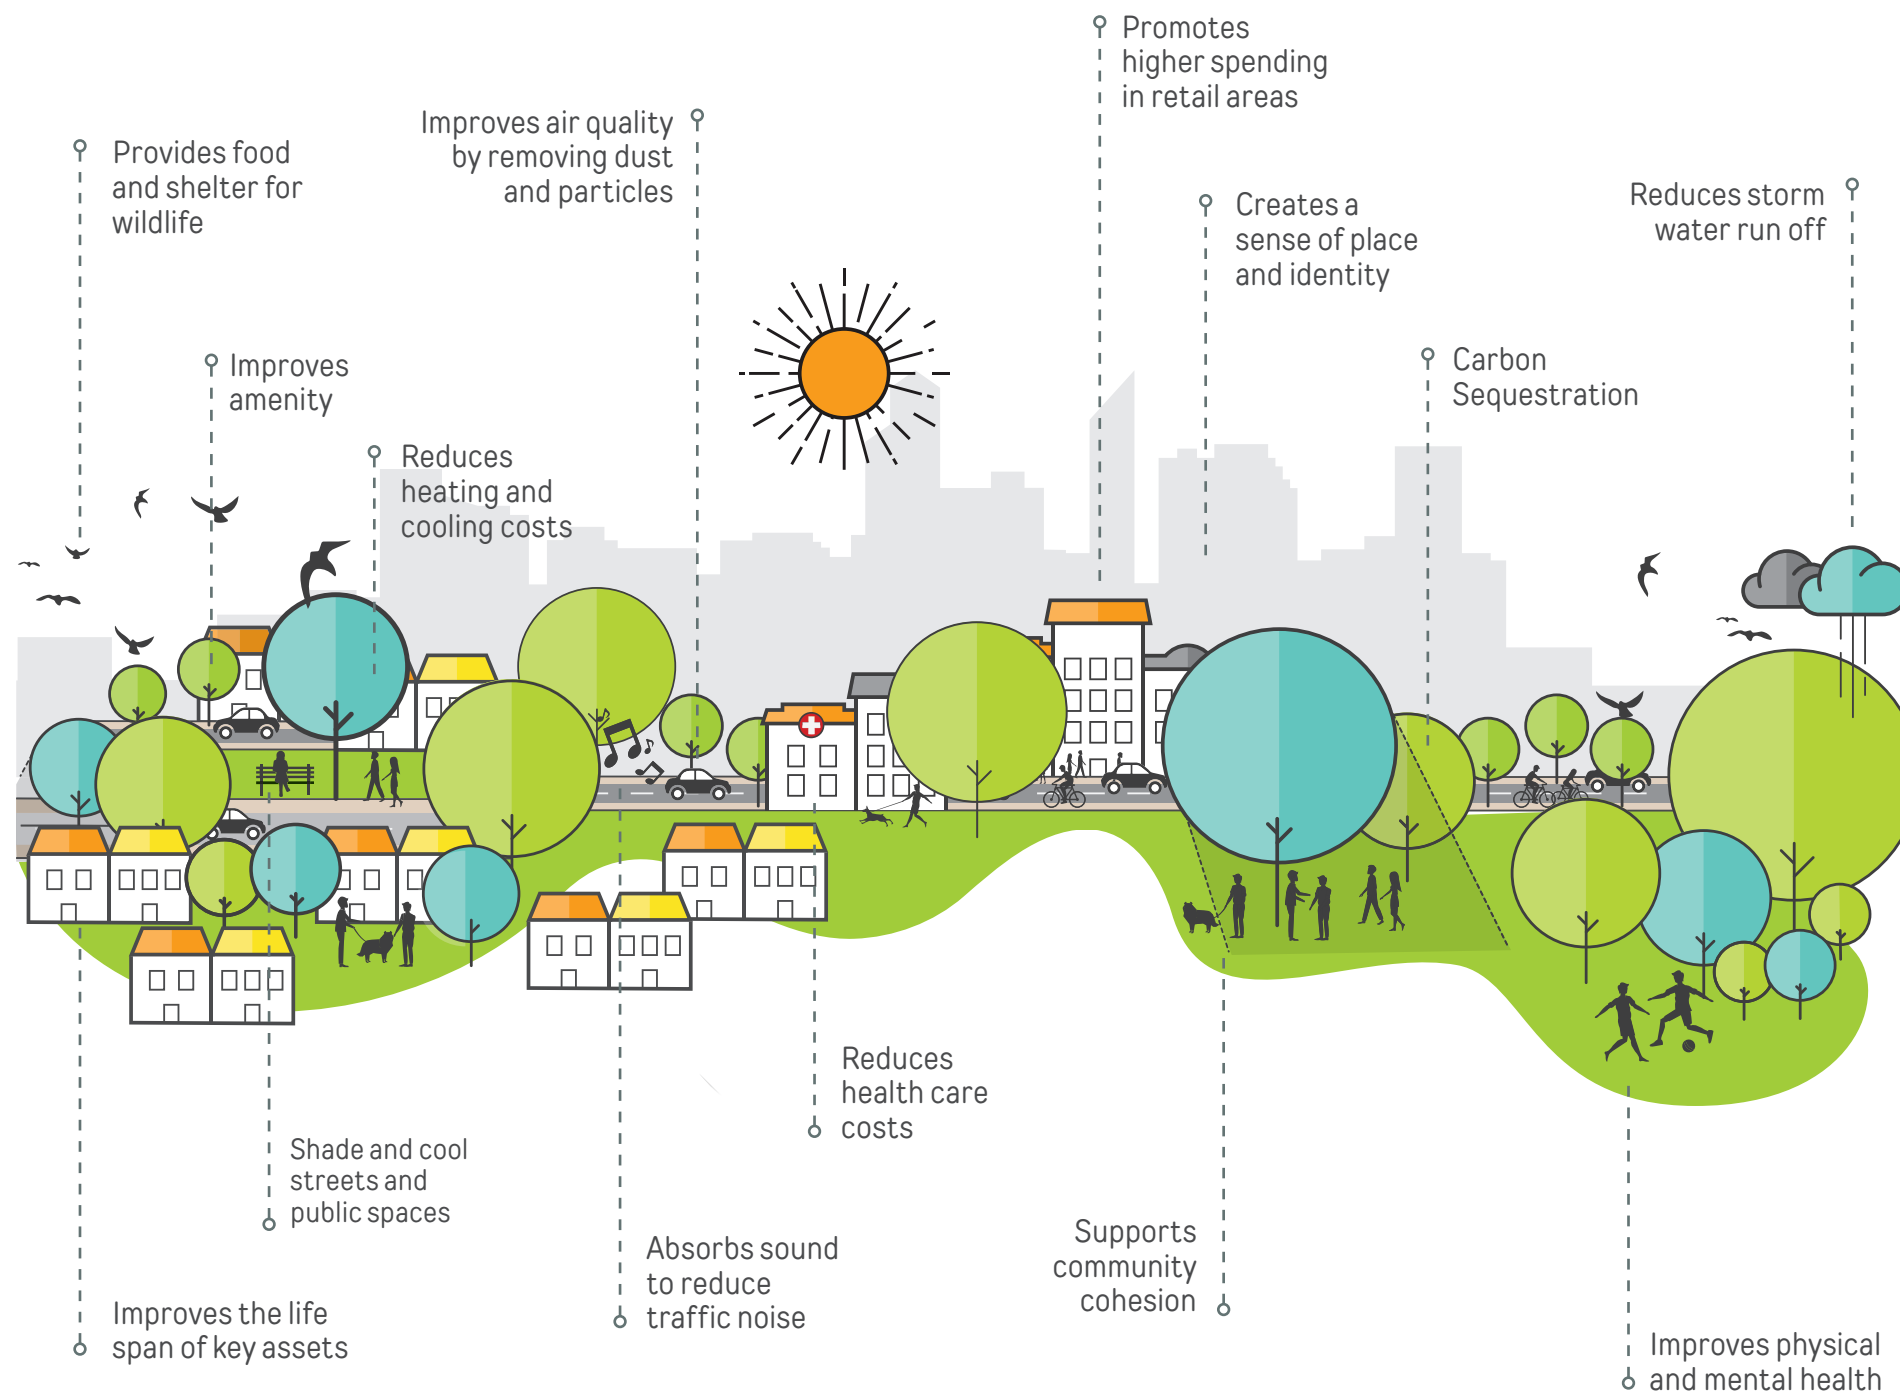 Promotes
higher spending
in retail areas
Improves air quality
by removing dust
and particles
Provides food
and shelter for
wildlife
Creates a
sense of place
and identity
Reduces storm
water run off
Improves
amenity
Carbon
Sequestration
Reduces
heating and
cooling costs
Reduces
health care
costs
Shade and cool
streets and
public spaces
Absorbs sound
to reduce
traffic noise
Supports
community
cohesion
Improves the life
span of key assets
Improves physical
and mental health